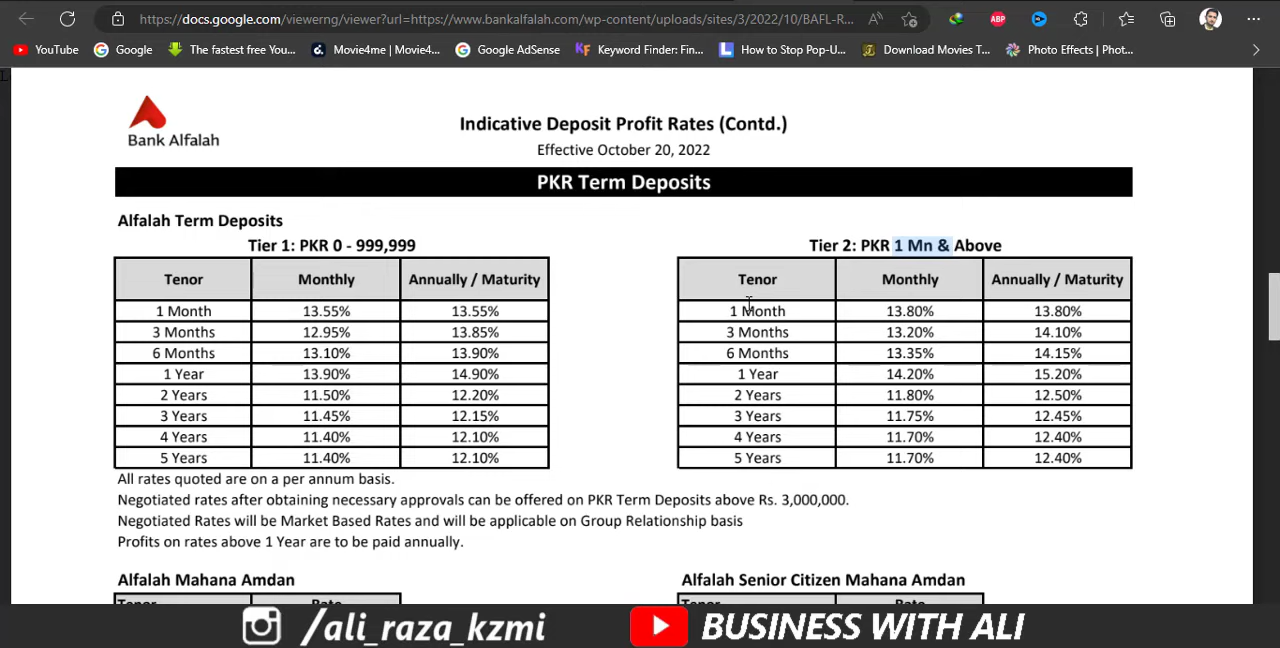 https://docs.google.com/viewerng/viewer?url=https://www.bankalfalah.com/wp-content/uploads/sites/3/2022/10/BAFL-R...
YouTube Google The fastest free You... Movie4me | Movie4... Google AdSense Keyword Finder: Fin... How to Stop Pop-U... Download Movies T... Photo Effects | Phot...
Bank Alfalah
Indicative Deposit Profit Rates (Contd.)
Effective October 20, 2022
PKR Term Deposits
Alfalah Term Deposits
Tier 1: PKR 0 - 999,999
Tenor Monthly Annually / Maturity
1 Month 13.55% 13.55%
3 Months 12.95% 13.85%
6 Months 13.10% 13.90%
1 Year 13.90% 14.90%
2 Years 11.50% 12.20%
3 Years 11.45% 12.15%
4 Years 11.40% 12.10%
5 Years 11.40% 12.10%
Tier 2: PKR 1 Mn & Above
Tenor Monthly Annually / Maturity
1 Month 13.80% 13.80%
3 Months 13.20% 14.10%
6 Months 13.35% 14.15%
1 Year 14.20% 15.20%
2 Years 11.80% 12.50%
3 Years 11.75% 12.45%
4 Years 11.70% 12.40%
5 Years 11.70% 12.40%
All rates quoted are on a per annum basis.
Negotiated rates after obtaining necessary approvals can be offered on PKR Term Deposits above Rs. 3,000,000.
Negotiated Rates will be Market Based Rates and will be applicable on Group Relationship basis
Profits on rates above 1 Year are to be paid annually.
Alfalah Mahana Amdan
Tenor Rate
Alfalah Senior Citizen Mahana Amdan
Tenor Rate
/ali_raza_kzmi
BUSINESS WITH ALI